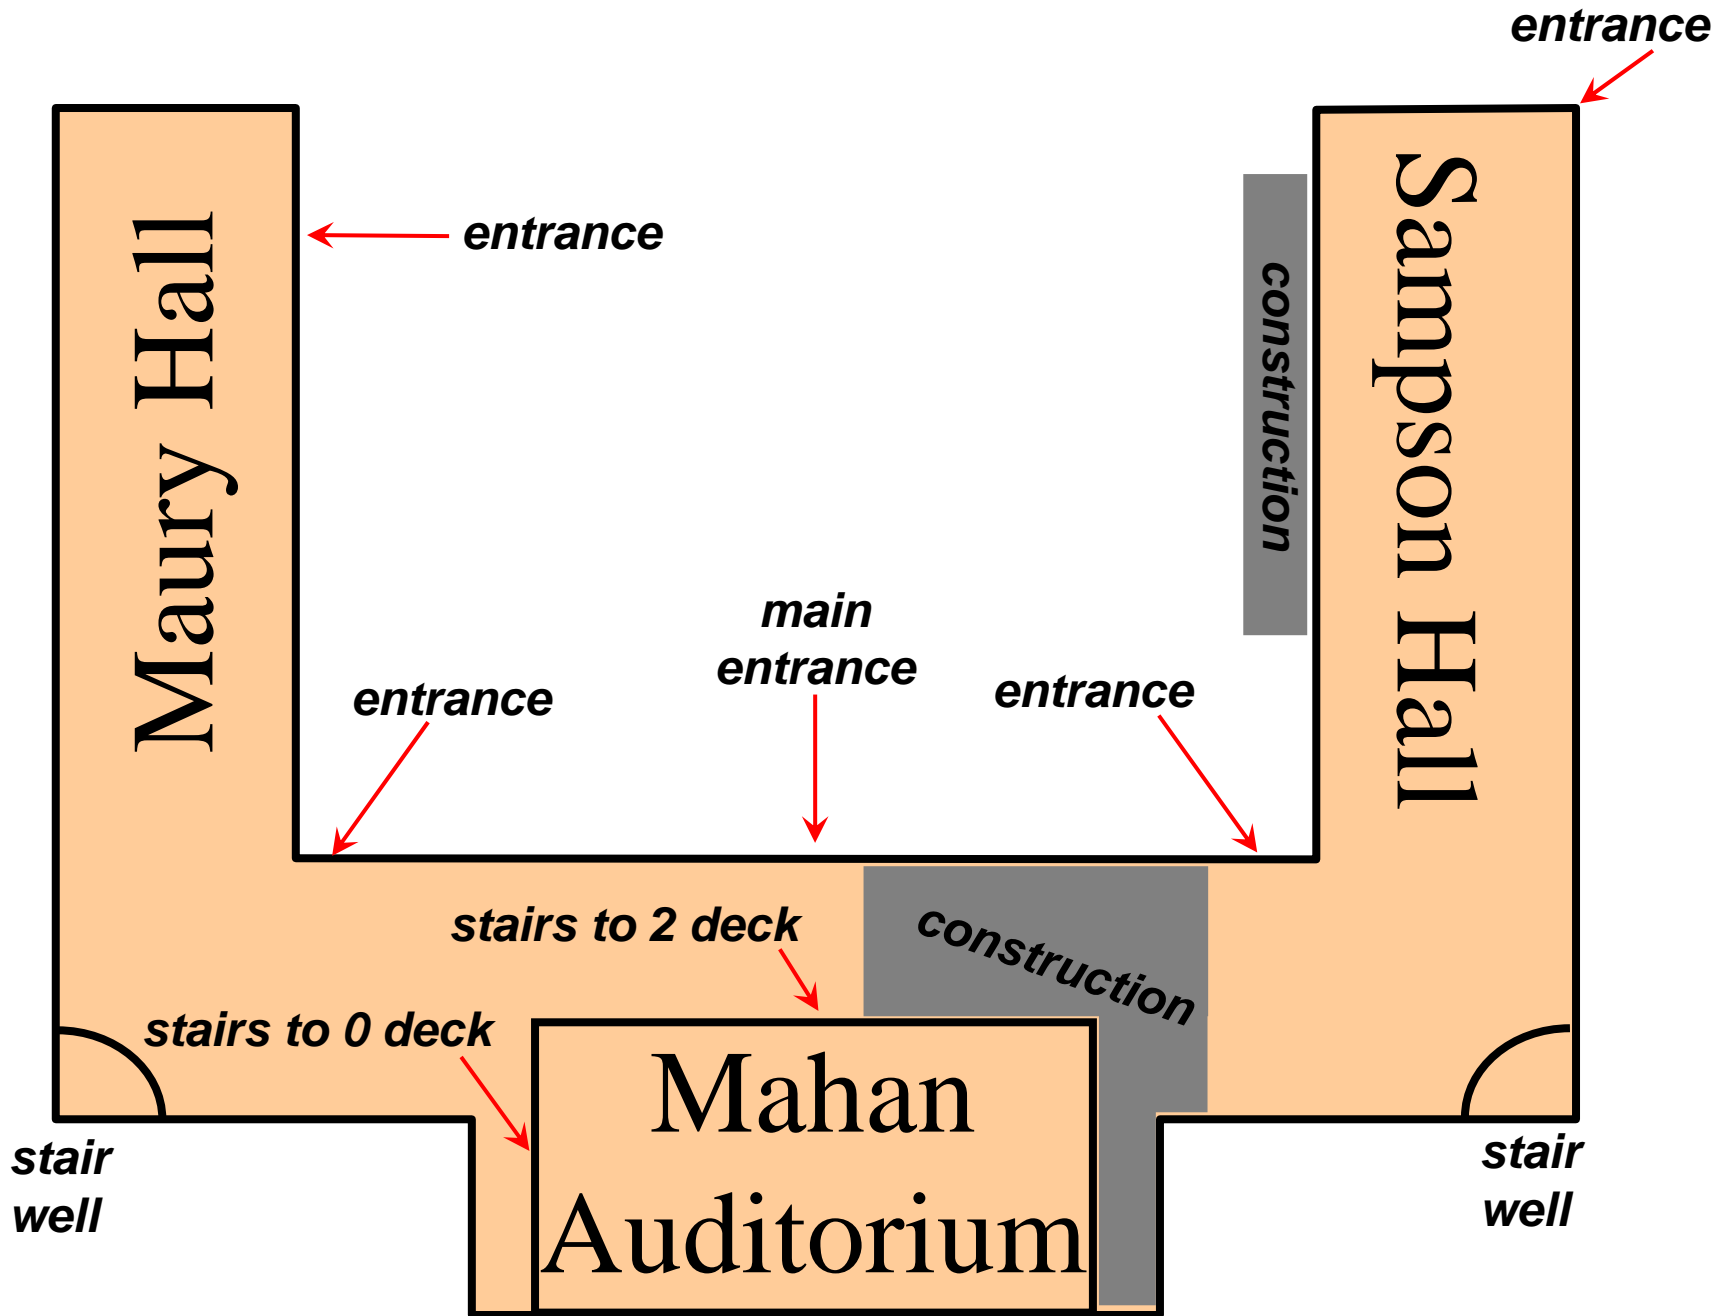 entrance
entrance
Maury Hall
Sampson Hall
construction
main
entrance
entrance
entrance
stairs to 2 deck
construction
stairs to 0 deck
Mahan
Auditorium
stair
well
stair
well